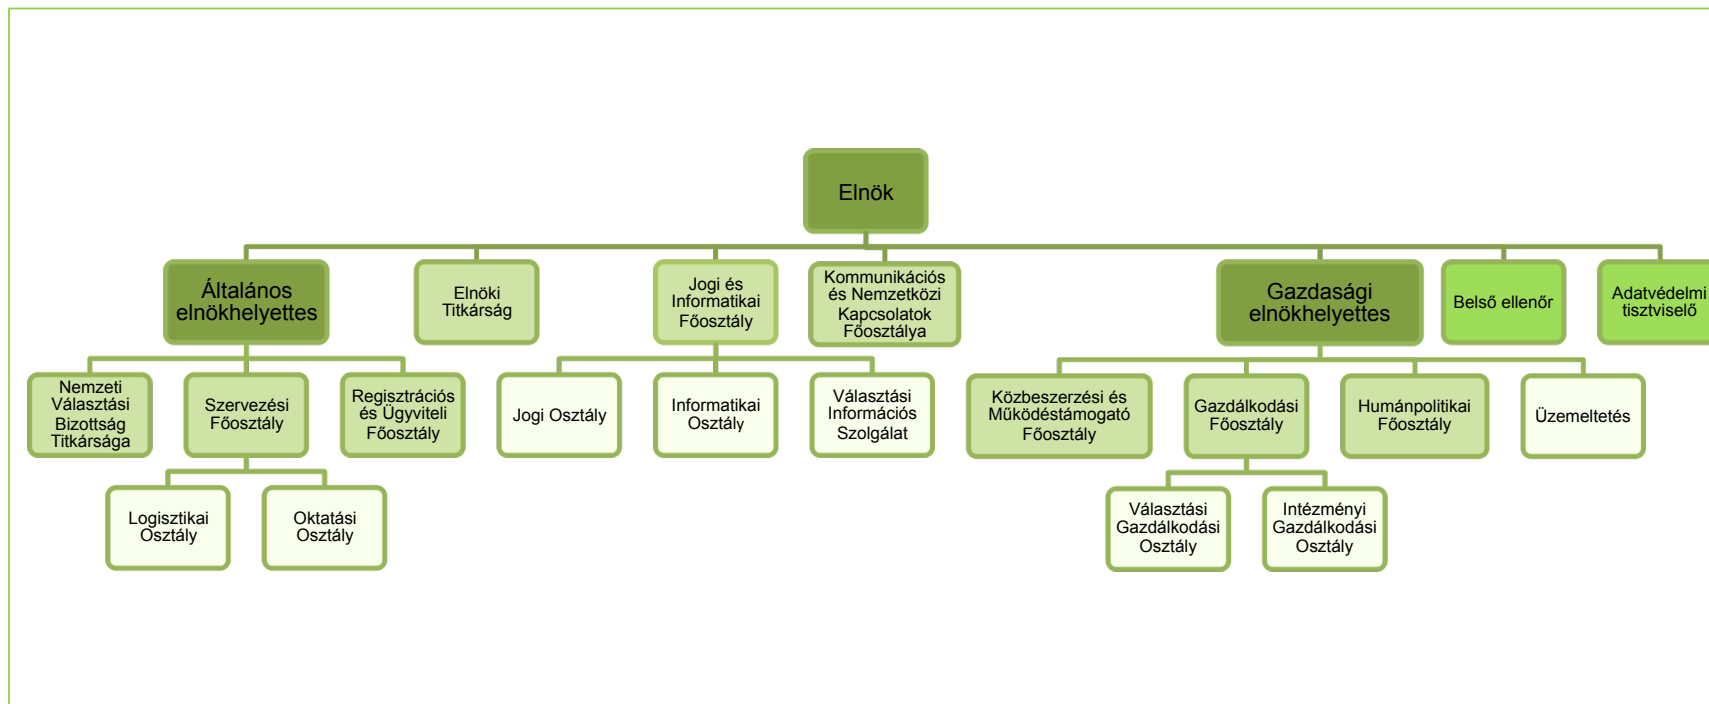 Elnök
Általános
elnökhelyettes
Elnöki
Titkárság
Jogi és
Informatikai
Főosztály
Kommunikációs
és Nemzetközi
Kapcsolatok
Főosztálya
Gazdasági
elnökhelyettes
Belső ellenőr
Adatvédelmi
tisztviselő
Nemzeti
Választási
Bizottság
Titkársága
Szervezési
Főosztály
Regisztrációs
és Ügyviteli
Főosztály
Jogi Osztály
Informatikai
Osztály
Választási
Információs
Szolgálat
Közbeszerzési és
Működéstámogató
Főosztály
Gazdálkodási
Főosztály
Humánpolitikai
Főosztály
Üzemeltetés
Logisztikai
Osztály
Oktatási
Osztály
Választási
Gazdálkodási
Osztály
Intézményi
Gazdálkodási
Osztály